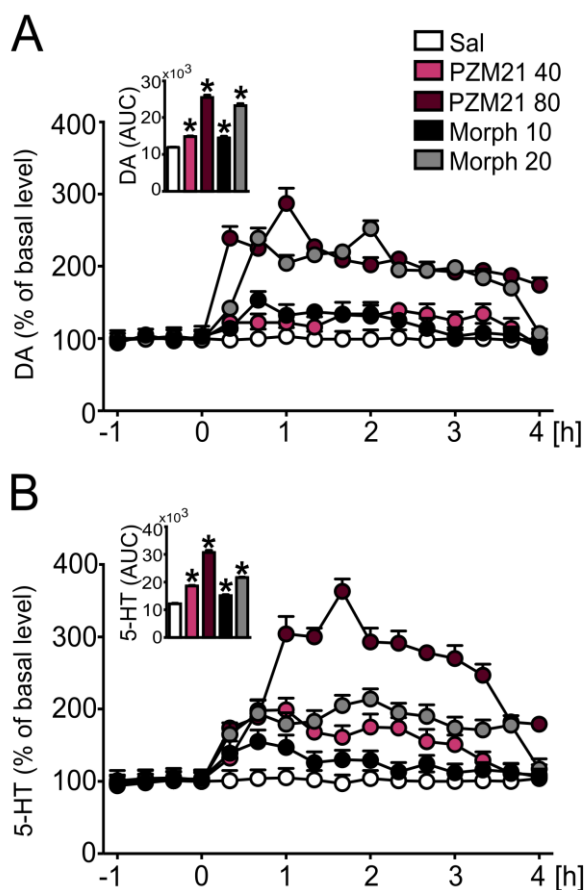 A
Sal
PZM21 40
PZM21 80
Morph 10
Morph 20
x10³
30
20
10
0
DA (AUC)
* * * *
400
300
200
100
0
DA (% of basal level)
-1 0 1 2 3 4 [h]
B
x10³
40
30
20
10
0
5-HT (AUC)
* * * *
400
300
200
100
0
5-HT (% of basal level)
-1 0 1 2 3 4 [h]